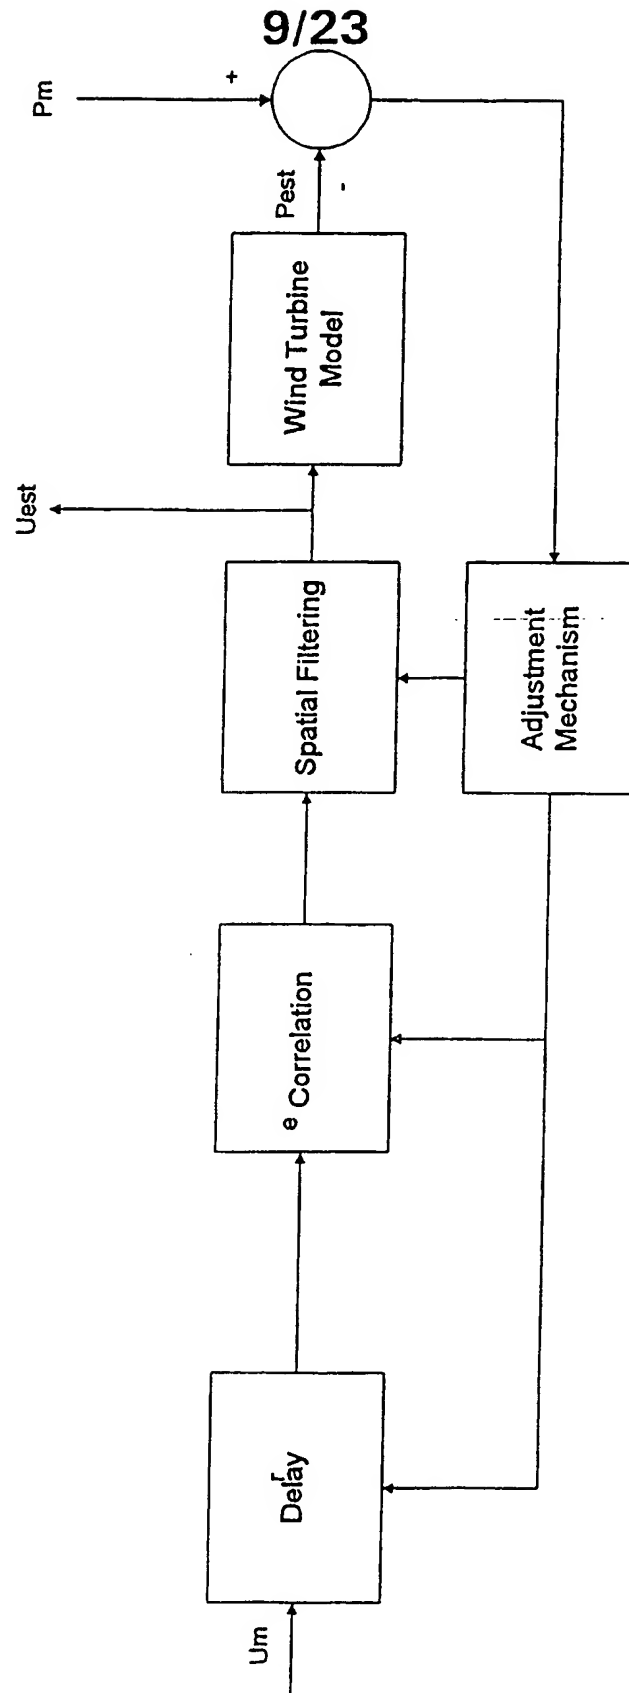 9/23
Pm
+
Pest
-
Wind Turbine
Model
Uest
Spatial Filtering
Adjustment
Mechanism
e Correlation
r
Delay
Um